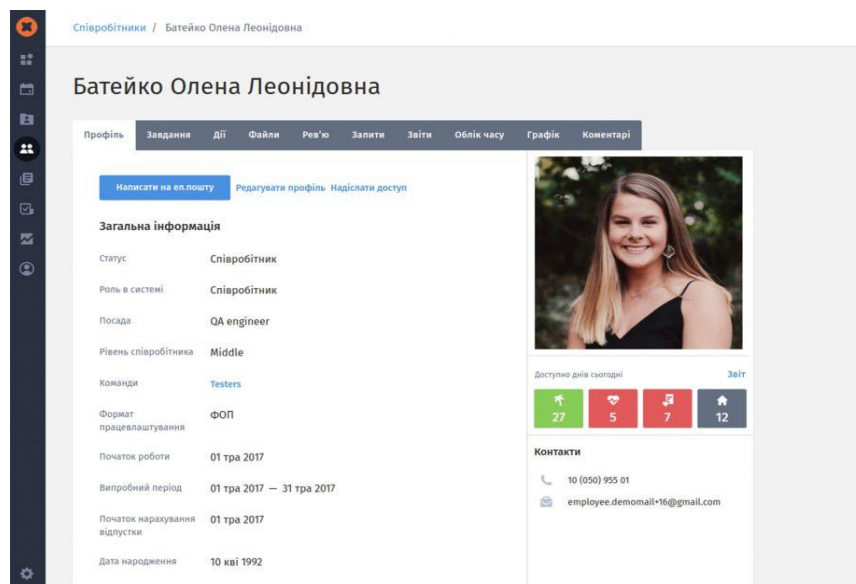 Співробітники / Батейко Олена Леонідовна
Батейко Олена Леонідовна
Профіль Завдання Дії Файли Рев'ю Запити Звіти Облік часу Графік Коментарі
Написати на ел.пошту Редагувати профіль Надіслати доступ
Загальна інформація
Статус Співробітник
Роль в системі Співробітник
Посада QA engineer
Рівень співробітника Middle
Команди Testers
Формат
працевлаштування ФОП
Початок роботи 01 тра 2017
Випробний період 01 тра 2017 — 31 тра 2017
Початок нарахування
відпустки 01 тра 2017
Дата народження 10 кві 1992
Доступно днів сьогодні Звіт
27 5 7 12
Контакти
10 (050) 955 01
employee.demomail+16@gmail.com